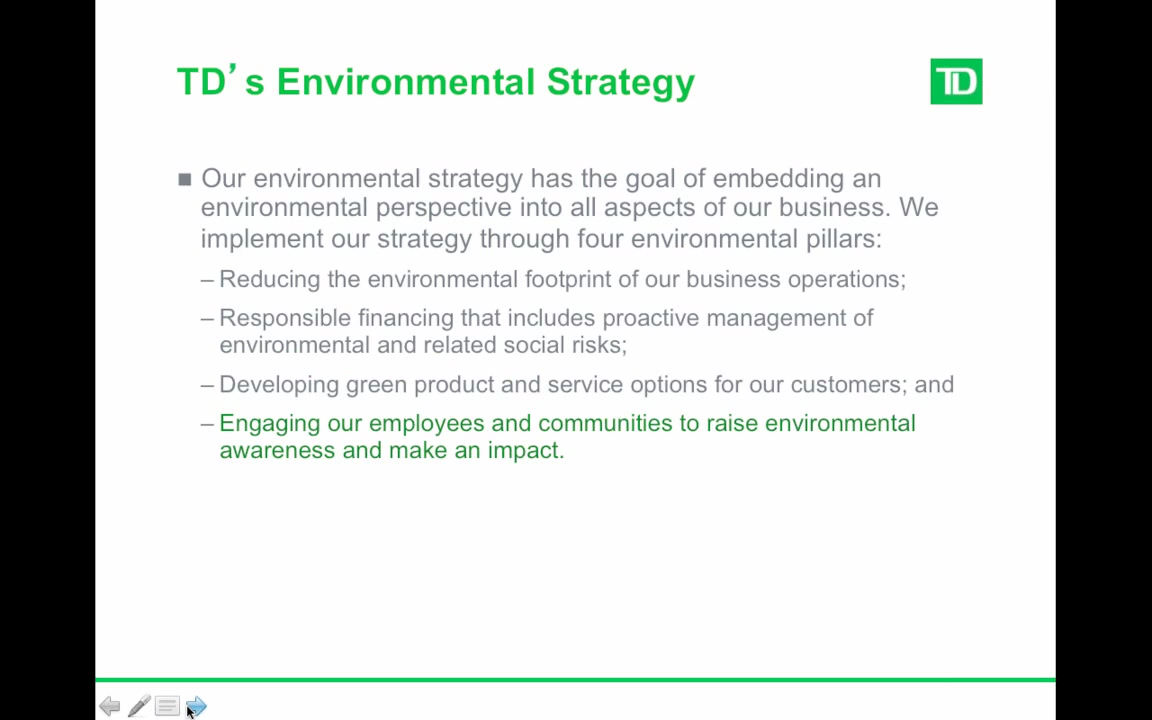 TD’s Environmental Strategy
TD
■ Our environmental strategy has the goal of embedding an
environmental perspective into all aspects of our business. We
implement our strategy through four environmental pillars:
– Reducing the environmental footprint of our business operations;
– Responsible financing that includes proactive management of
environmental and related social risks;
– Developing green product and service options for our customers; and
– Engaging our employees and communities to raise environmental
awareness and make an impact.